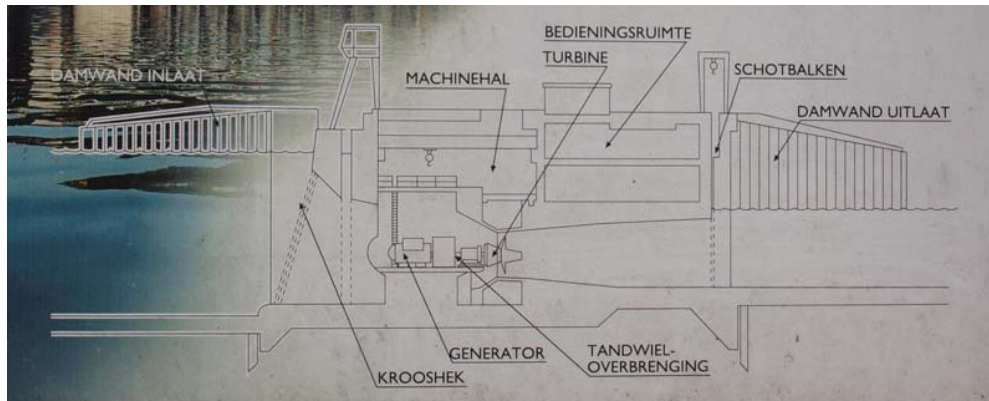 BEDIENINGSRUIMTE
TURBINE
DAMWAND INLAAT
MACHINEHAL
SCHOTBALKEN
DAMWAND UITLAAT
GENERATOR
TANDWIEL-
OVERBRENGING
KROOSHEK